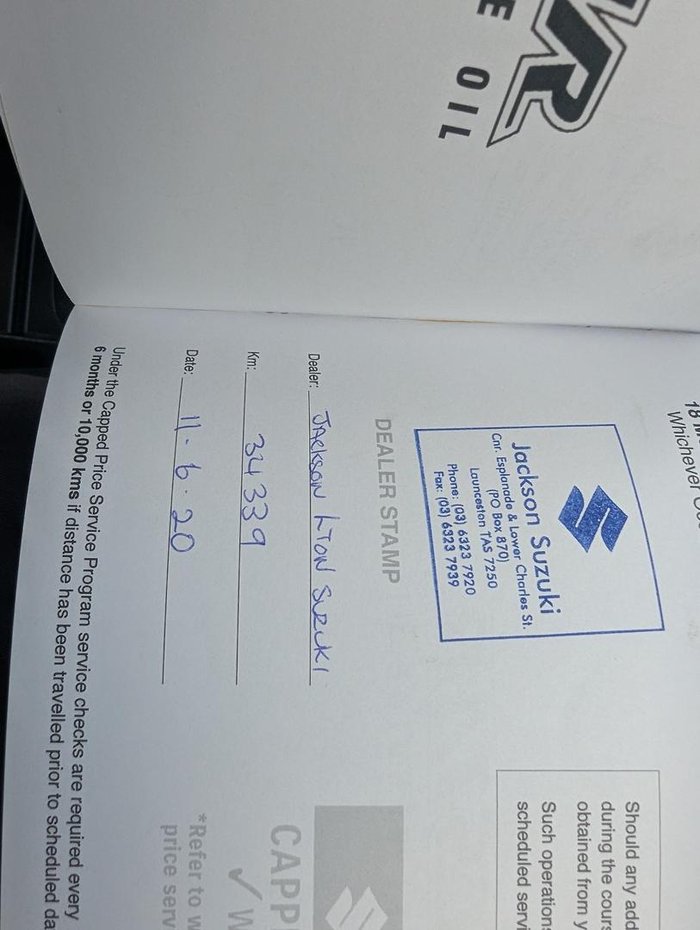 E OIL
Whichever
Jackson Suzuki
Cnr. Esplanade & Lower Charles St.
(PO Box 870)
Launceston TAS 7250
Phone: (03) 6323 7920
Fax: (03) 6323 7939
DEALER STAMP
Dealer: JACKSON LTON SUZUKI
Km: 34339
Date: 11.6.20
Under the Capped Price Service Program service checks are required every
6 months or 10,000 kms if distance has been travelled prior to scheduled da
Should any add
during the cours
obtained from y
Such operation
scheduled servi
CAPP
✓ W
*Refer to w
price serv